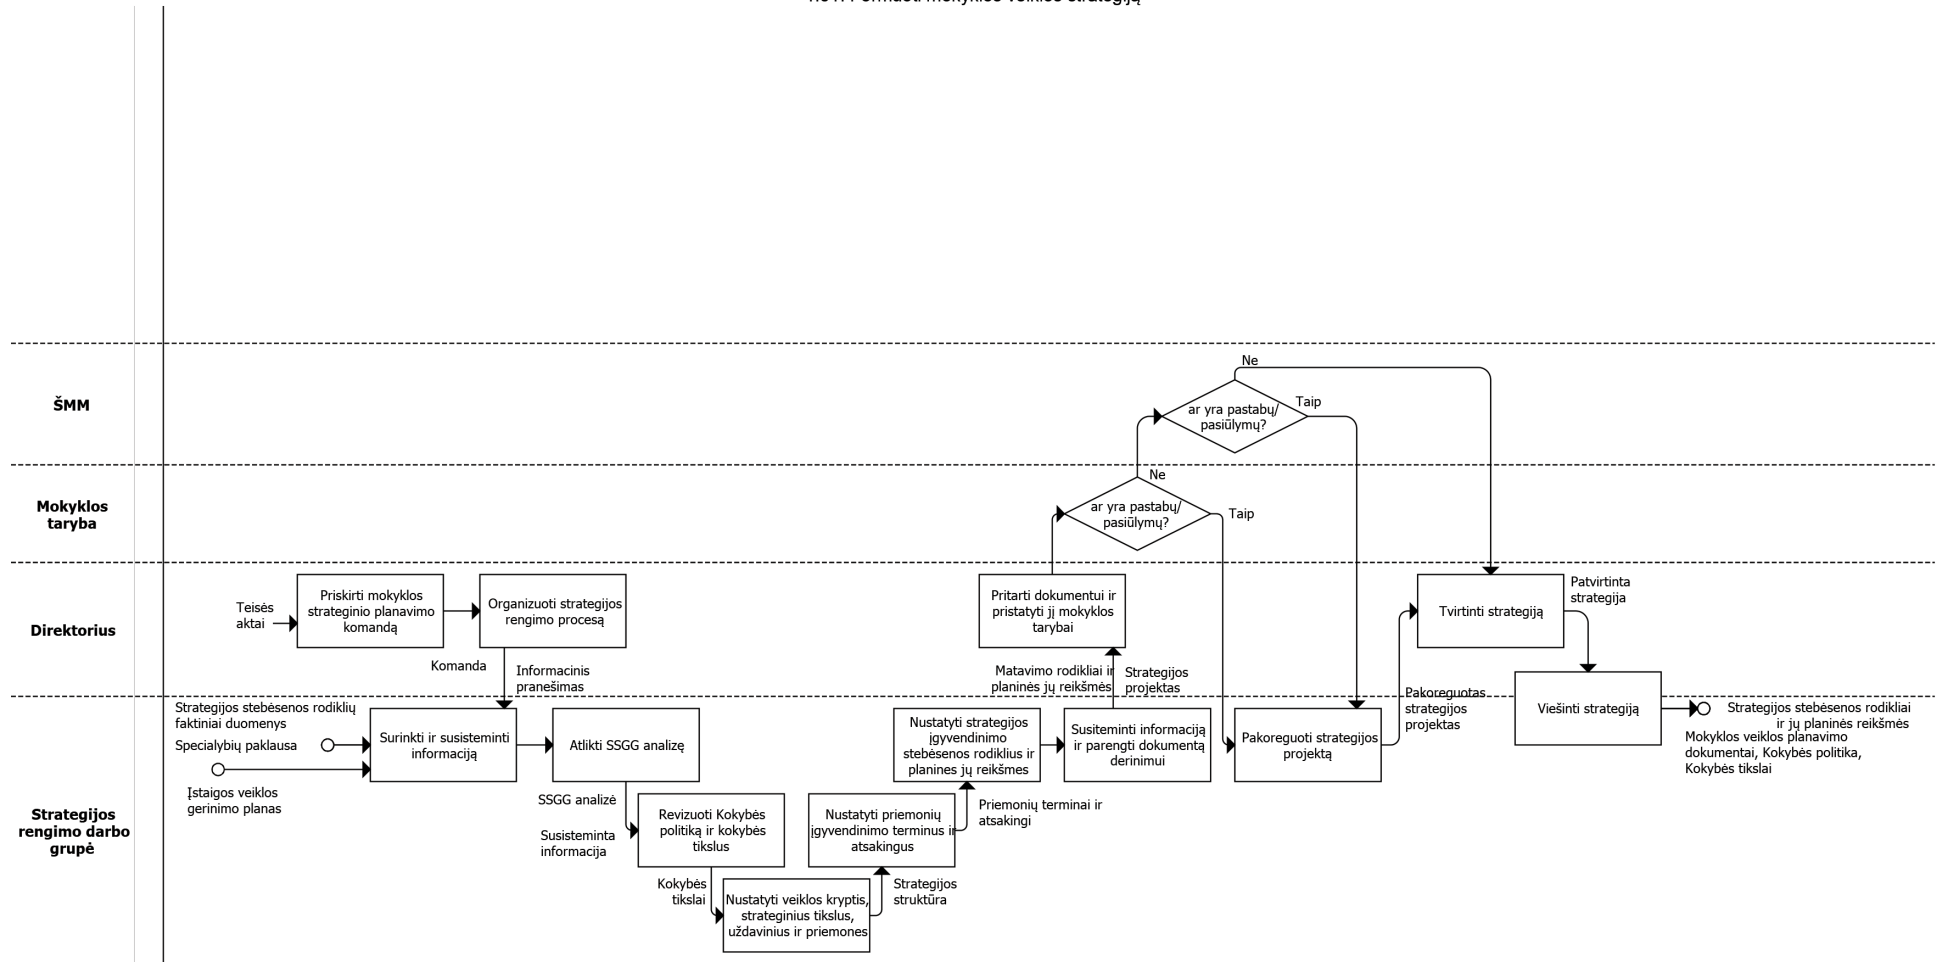 Formuoti mokyklos veiklos strategiją
Ne
ŠMM
ar yra pastabų/
pasiūlymų?
Taip
Ne
Mokyklos
taryba
ar yra pastabų/
pasiūlymų?
Taip
Direktorius
Teisės
aktai
Priskirti mokyklos
strateginio planavimo
komandą
Organizuoti strategijos
rengimo procesą
Pritarti dokumentui ir
pristatyti jį mokyklos
tarybai
Tvirtinti strategiją
Patvirtinta
strategija
Komanda
Informacinis
pranešimas
Matavimo rodikliai ir
planinės jų reikšmės
Strategijos
projektas
Pakoreguotas
strategijos
projektas
Viešinti strategiją
Strategijos stebėsenos rodikliai
ir jų planinės reikšmės
Mokyklos veiklos planavimo
dokumentai, Kokybės politika,
Kokybės tikslai
Strategijos
rengimo darbo
grupė
Strategijos stebėsenos rodiklių
faktiniai duomenys
Specialybių paklausa
Įstaigos veiklos
gerinimo planas
Surinkti ir susisteminti
informaciją
Atlikti SSGG analizę
SSGG analizė
Susisteminta
informacija
Revizuoti Kokybės
politiką ir kokybės
tikslus
Kokybės
tikslai
Nustatyti veiklos kryptis,
strateginius tikslus,
uždavinius ir priemones
Strategijos
struktūra
Nustatyti priemonių
įgyvendinimo terminus ir
atsakingus
Priemonių terminai ir
atsakingi
Nustatyti strategijos
įgyvendinimo
stebėsenos rodiklius ir
planines jų reikšmes
Susiteminti informaciją
ir parengti dokumentą
derinimui
Pakoreguoti strategijos
projektą